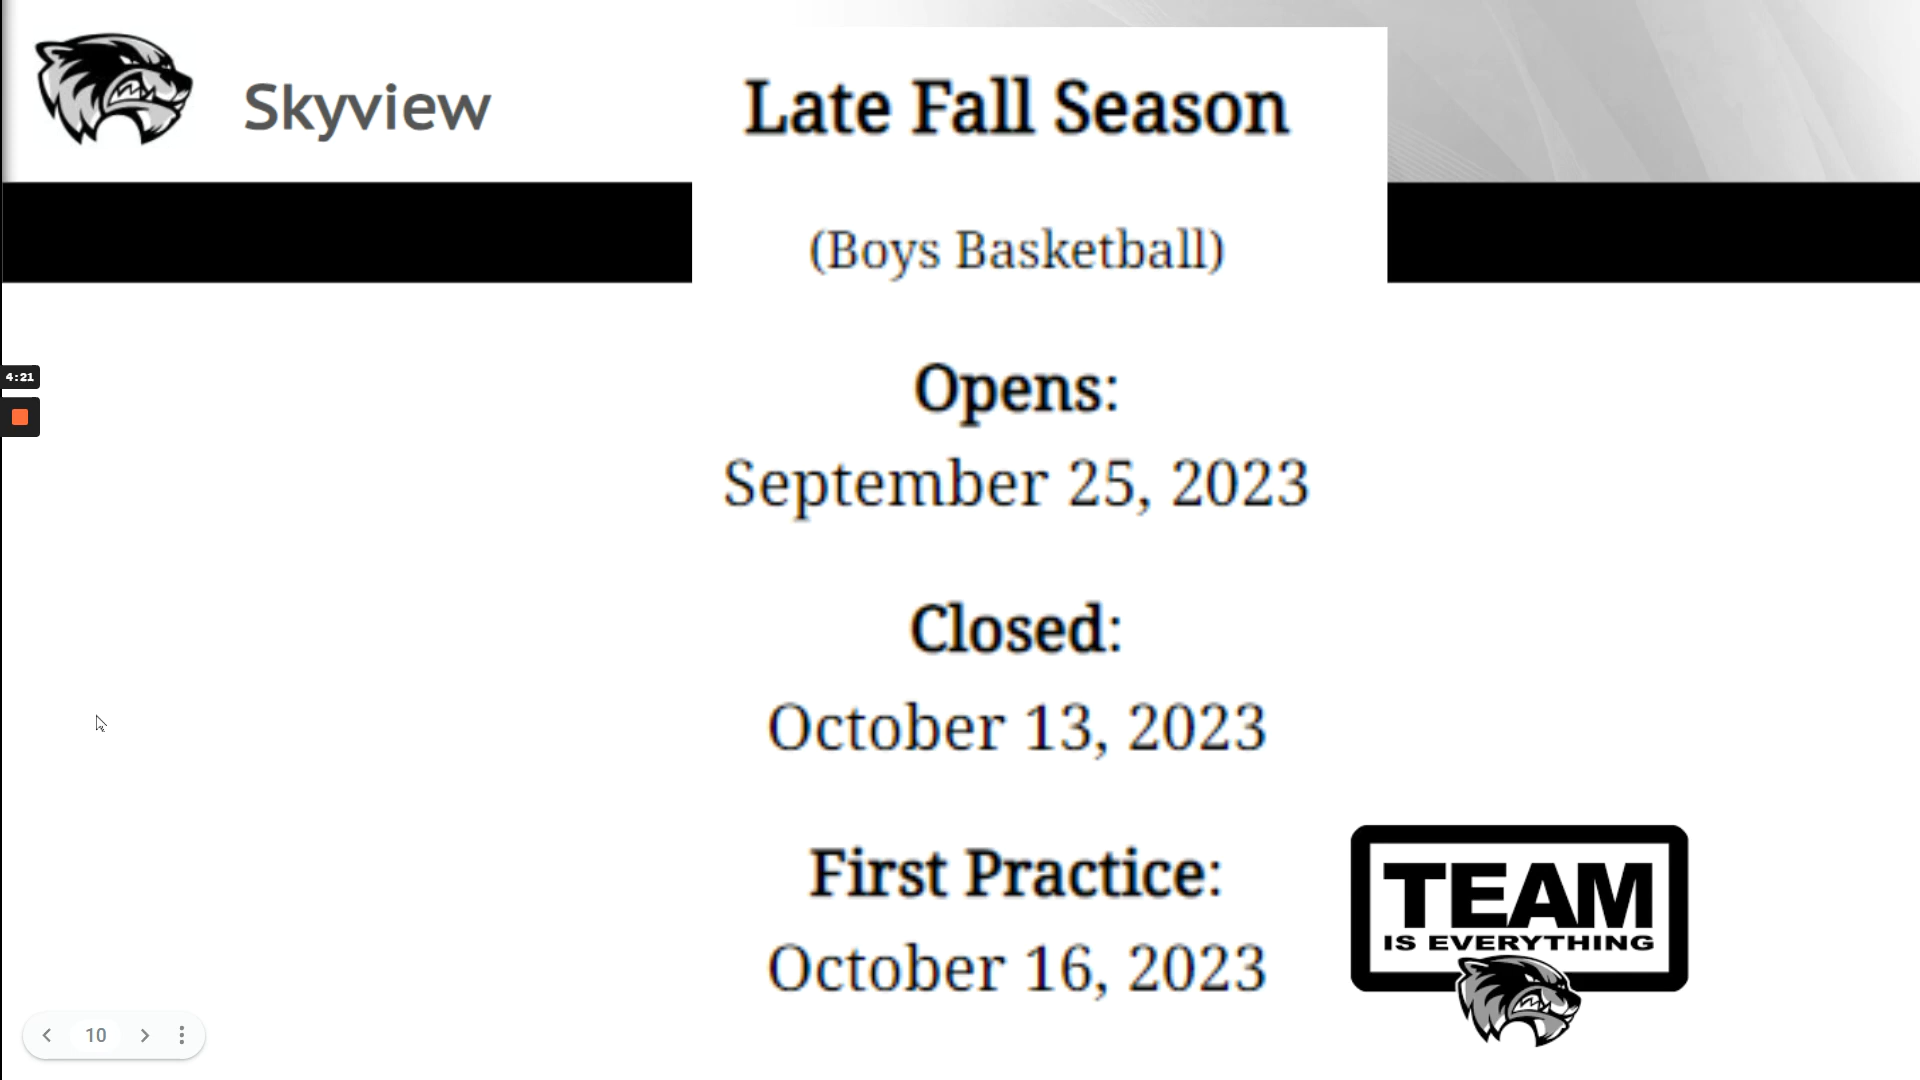 Skyview
Late Fall Season
(Boys Basketball)
Opens:
September 25, 2023
4:21
Closed:
October 13, 2023
First Practice:
October 16, 2023
TEAM
IS EVERYTHING
10